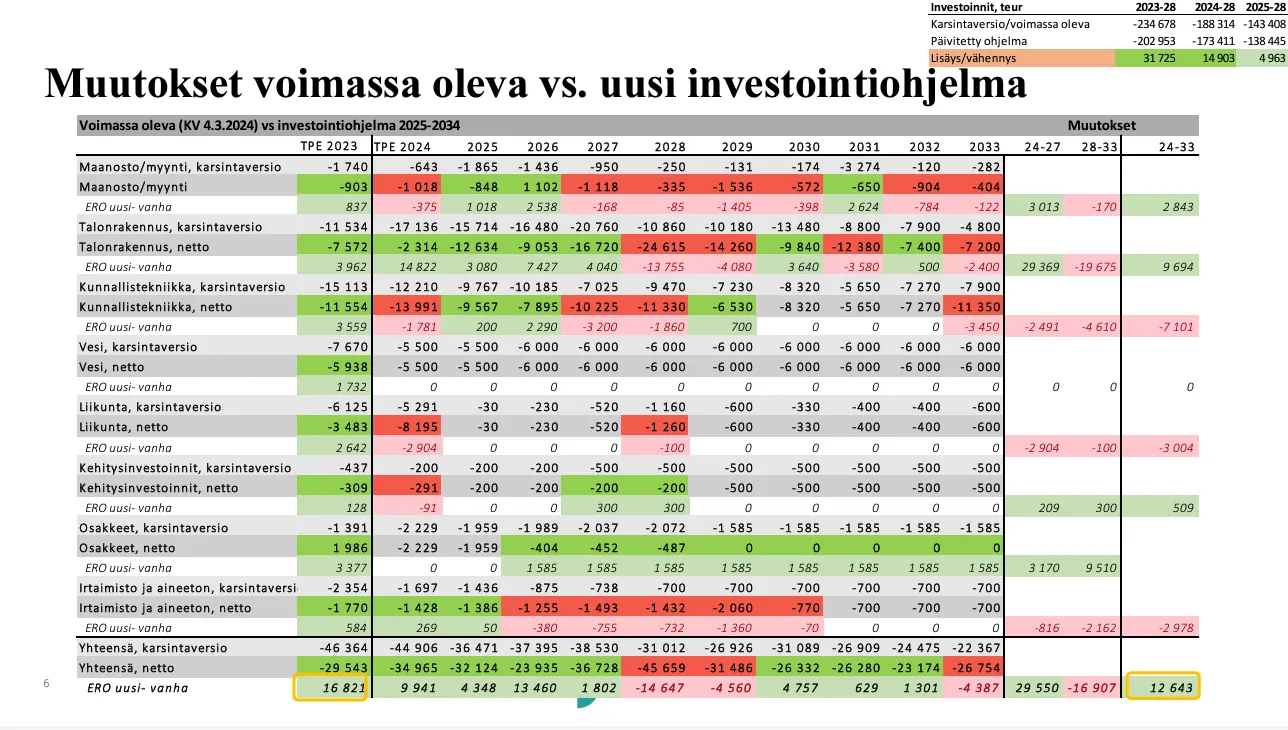 Investoinnit, teur 2023-28 2024-28 2025-28
Karsintaversio/voimassa oleva -234 678 -188 314 -143 408
Päivitetty ohjelma -202 953 -173 411 -138 445
Lisäys/vähennys 31 725 14 903 4 963
Muutokset voimassa oleva vs. uusi investointiohjelma
Voimassa oleva (KV 4.3.2024) vs investointiohjelma 2025-2034 Muutokset
TPE 2023 TPE 2024 2025 2026 2027 2028 2029 2030 2031 2032 2033 24-27 28-33 24-33
Maanosto/myynti, karsintaversio -1 740 -643 -1 865 -1 436 -950 -250 -131 -174 -3 274 -120 -282
Maanosto/myynti -903 -1 018 -848 1 102 -1 118 -335 -1 536 -572 -650 -904 -404
ERO uusi- vanha 837 -375 1 018 2 538 -168 -85 -1 405 -398 2 624 -784 -122 3 013 -170 2 843
Talonrakennus, karsintaversio -11 534 -17 136 -15 714 -16 480 -20 760 -10 860 -10 180 -13 480 -8 800 -7 900 -4 800
Talonrakennus, netto -7 572 -2 314 -12 634 -9 053 -16 720 -24 615 -14 260 -9 840 -12 380 -7 400 -7 200
ERO uusi- vanha 3 962 14 822 3 080 7 427 4 040 -13 755 -4 080 3 640 -3 580 500 -2 400 29 369 -19 675 9 694
Kunnallistekniikka, karsintaversio -15 113 -12 210 -9 767 -10 185 -7 025 -9 470 -7 230 -8 320 -5 650 -7 270 -7 900
Kunnallistekniikka, netto -11 554 -13 991 -9 567 -7 895 -10 225 -11 330 -6 530 -8 320 -5 650 -7 270 -11 350
ERO uusi- vanha 3 559 -1 781 200 2 290 -3 200 -1 860 700 0 0 0 -3 450 -2 491 -4 610 -7 101
Vesi, karsintaversio -7 670 -5 500 -5 500 -6 000 -6 000 -6 000 -6 000 -6 000 -6 000 -6 000 -6 000
Vesi, netto -5 938 -5 500 -5 500 -6 000 -6 000 -6 000 -6 000 -6 000 -6 000 -6 000 -6 000
ERO uusi- vanha 1 732 0 0 0 0 0 0 0 0 0 0 0 0 0
Liikunta, karsintaversio -6 125 -5 291 -30 -230 -520 -1 160 -600 -330 -400 -400 -600
Liikunta, netto -3 483 -8 195 -30 -230 -520 -1 260 -600 -330 -400 -400 -600
ERO uusi- vanha 2 642 -2 904 0 0 0 -100 0 0 0 0 0 -2 904 -100 -3 004
Kehitysinvestoinnit, karsintaversio -437 -200 -200 -200 -500 -500 -500 -500 -500 -500 -500
Kehitysinvestoinnit, netto -309 -291 -200 -200 -200 -200 -500 -500 -500 -500 -500
ERO uusi- vanha 128 -91 0 0 300 300 0 0 0 0 0 209 300 509
Osakkeet, karsintaversio -1 391 -2 229 -1 959 -1 989 -2 037 -2 072 -1 585 -1 585 -1 585 -1 585 -1 585
Osakkeet, netto 1 986 -2 229 -1 959 -404 -452 -487 0 0 0 0 0
ERO uusi- vanha 3 377 0 0 1 585 1 585 1 585 1 585 1 585 1 585 1 585 1 585 3 170 9 510
Irtaimisto ja aineeton, karsintaversi -2 354 -1 697 -1 436 -875 -738 -700 -700 -700 -700 -700 -700
Irtaimisto ja aineeton, netto -1 770 -1 428 -1 386 -1 255 -1 493 -1 432 -2 060 -770 -700 -700 -700
ERO uusi- vanha 584 269 50 -380 -755 -732 -1 360 -70 0 0 0 -816 -2 162 -2 978
Yhteensä, karsintaversio -46 364 -44 906 -36 471 -37 395 -38 530 -31 012 -26 926 -31 089 -26 909 -24 475 -22 367
Yhteensä, netto -29 543 -34 965 -32 124 -23 935 -36 728 -45 659 -31 486 -26 332 -26 280 -23 174 -26 754
ERO uusi- vanha 16 821 9 941 4 348 13 460 1 802 -14 647 -4 560 4 757 629 1 301 -4 387 29 550 -16 907 12 643
6